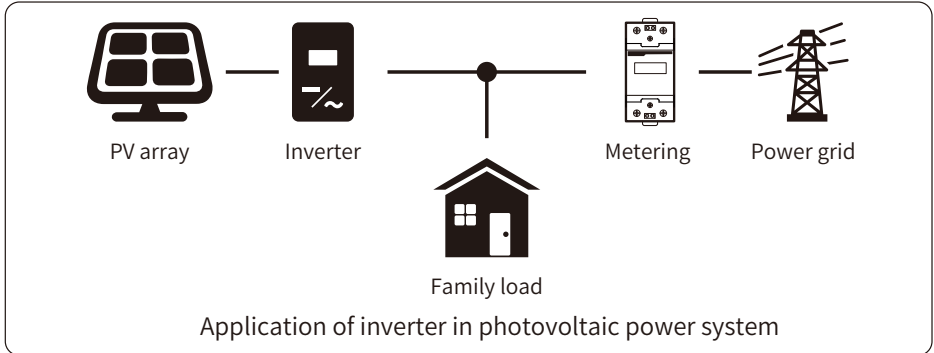 PV array
Inverter
Metering
Power grid
Family load
Application of inverter in photovoltaic power system